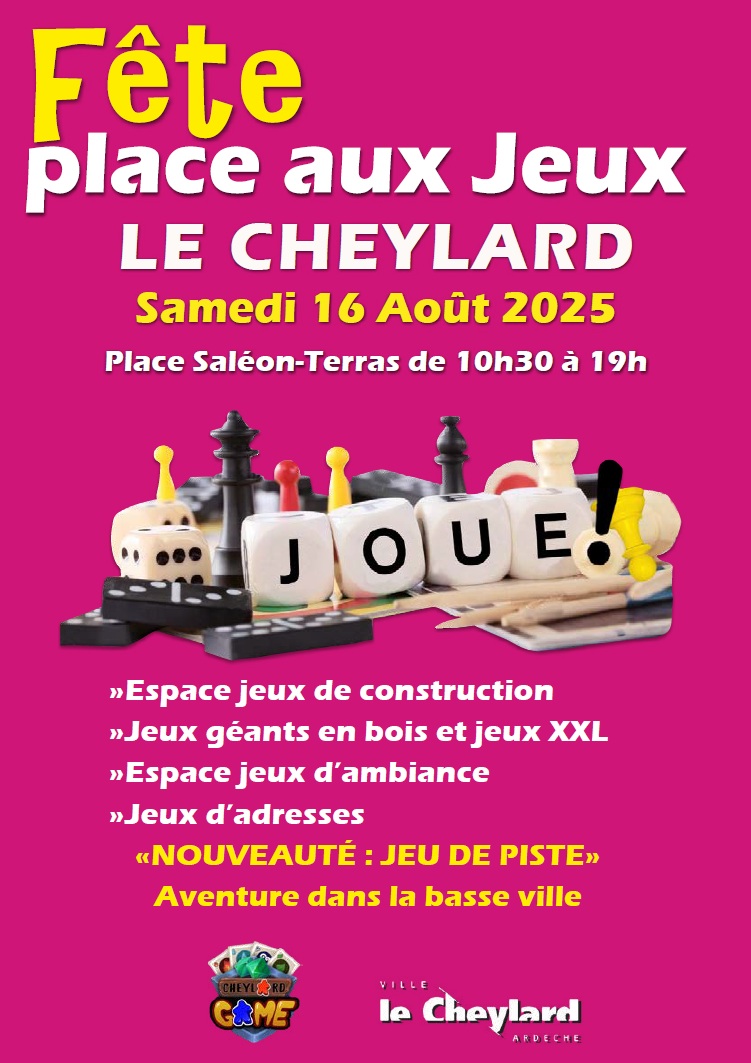 Fête
place aux Jeux
LE CHEYLARD
Samedi 16 Août 2025
Place Saléon-Terras de 10h30 à 19h
JOUE!
»Espace jeux de construction
»Jeux géants en bois et jeux XXL
»Espace jeux d’ambiance
»Jeux d’adresses
«NOUVEAUTÉ : JEU DE PISTE»
Aventure dans la basse ville
CHEYLARD
GAME
VILLE
le Cheylard
ARDECHE